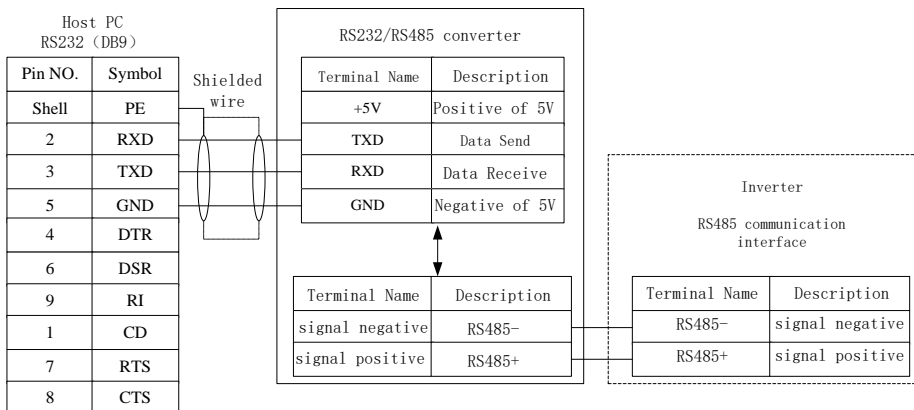 Host PC
RS232 (DB9)
Pin NO. Symbol
Shell PE
2 RXD
3 TXD
5 GND
4 DTR
6 DSR
9 RI
1 CD
7 RTS
8 CTS
Shielded
wire
RS232/RS485 converter
Terminal Name Description
+5V Positive of 5V
TXD Data Send
RXD Data Receive
GND Negative of 5V
Terminal Name Description
signal negative RS485-
signal positive RS485+
Inverter
RS485 communication
interface
Terminal Name Description
RS485- signal negative
RS485+ signal positive